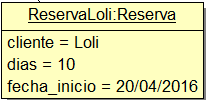 ReservaLoli:Reserva
cliente = Loli
dias = 10
fecha_inicio = 20/04/2016